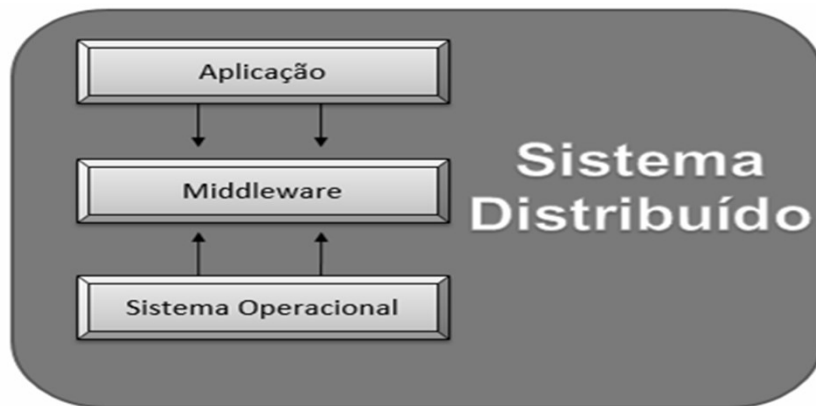 Aplicação
Middleware
Sistema Operacional
Sistema
Distribuído